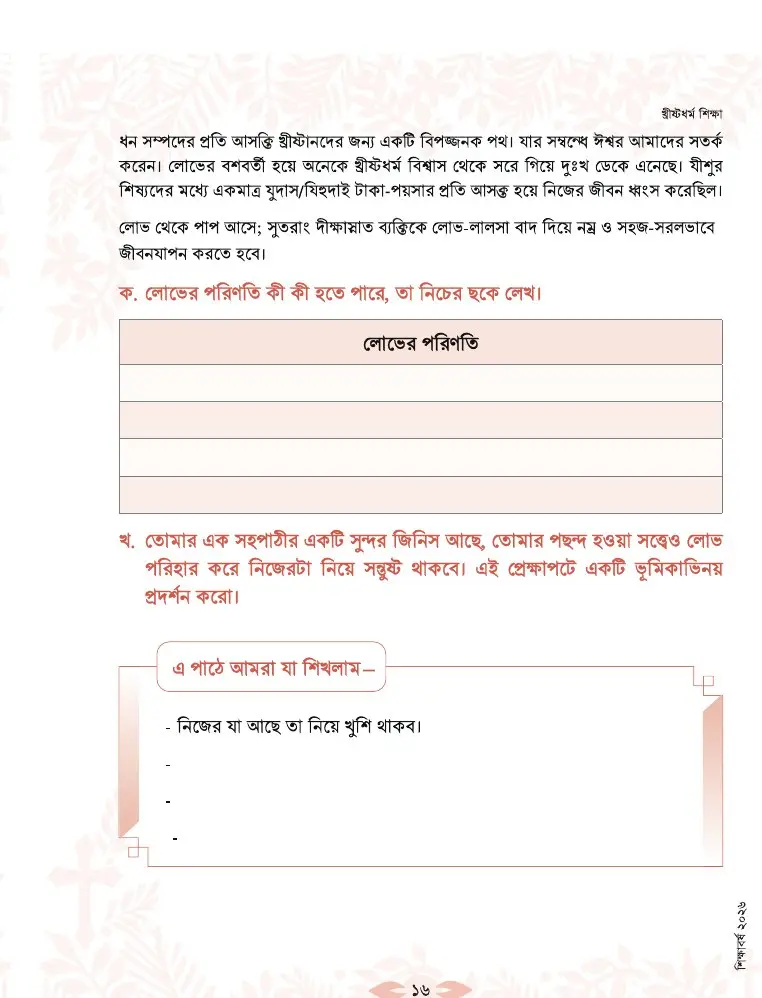 খ্রীষ্টধর্ম শিক্ষা
ধন সম্পদের প্রতি আসক্তি খ্রীষ্টানদের জন্য একটি বিপজ্জনক পথ। যার সম্বন্ধে ঈশ্বর আমাদের সতর্ক
করেন। লোভের বশবর্তী হয়ে অনেকে খ্রীষ্টধর্ম বিশ্বাস থেকে সরে গিয়ে দুঃখ ডেকে এনেছে। যীশুর
শিষ্যদের মধ্যে একমাত্র যুদাস/যিহুদাই টাকা-পয়সার প্রতি আসক্ত হয়ে নিজের জীবন ধ্বংস করেছিল।
লোভ থেকে পাপ আসে; সুতরাং দীক্ষাস্নাত ব্যক্তিকে লোভ-লালসা বাদ দিয়ে নম্র ও সহজ-সরলভাবে
জীবনযাপন করতে হবে।
ক. লোভের পরিণতি কী কী হতে পারে, তা নিচের ছকে লেখ।
লোভের পরিণতি
খ. তোমার এক সহপাঠীর একটি সুন্দর জিনিস আছে, তোমার পছন্দ হওয়া সত্ত্বেও লোভ
পরিহার করে নিজেরটা নিয়ে সন্তুষ্ট থাকবে। এই প্রেক্ষাপটে একটি ভূমিকাভিনয়
প্রদর্শন করো।
এ পাঠে আমরা যা শিখলাম–
- নিজের যা আছে তা নিয়ে খুশি থাকব।
-
-
-
শিক্ষাবর্ষ ২০২৬
১৬